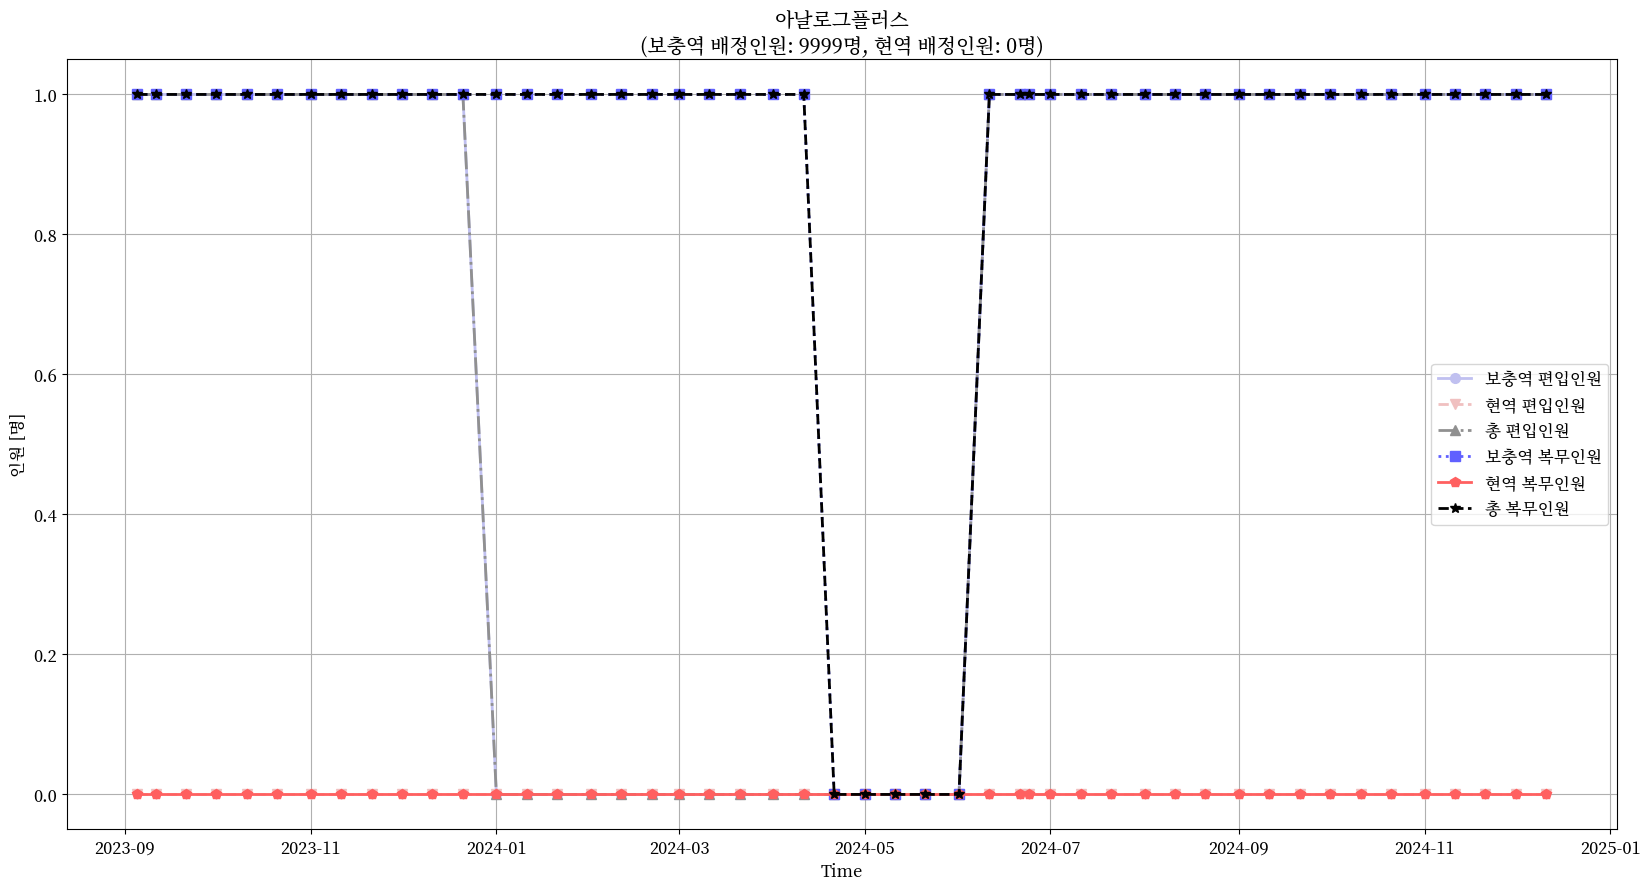 아날로그플러스
(보충역 배정인원: 9999명, 현역 배정인원: 0명)
인원 [명]
1.0
0.8
0.6
0.4
0.2
0.0
보충역 편입인원
현역 편입인원
총 편입인원
보충역 복무인원
현역 복무인원
총 복무인원
2023-09
2023-11
2024-01
2024-03
2024-05
2024-07
2024-09
2024-11
2025-01
Time